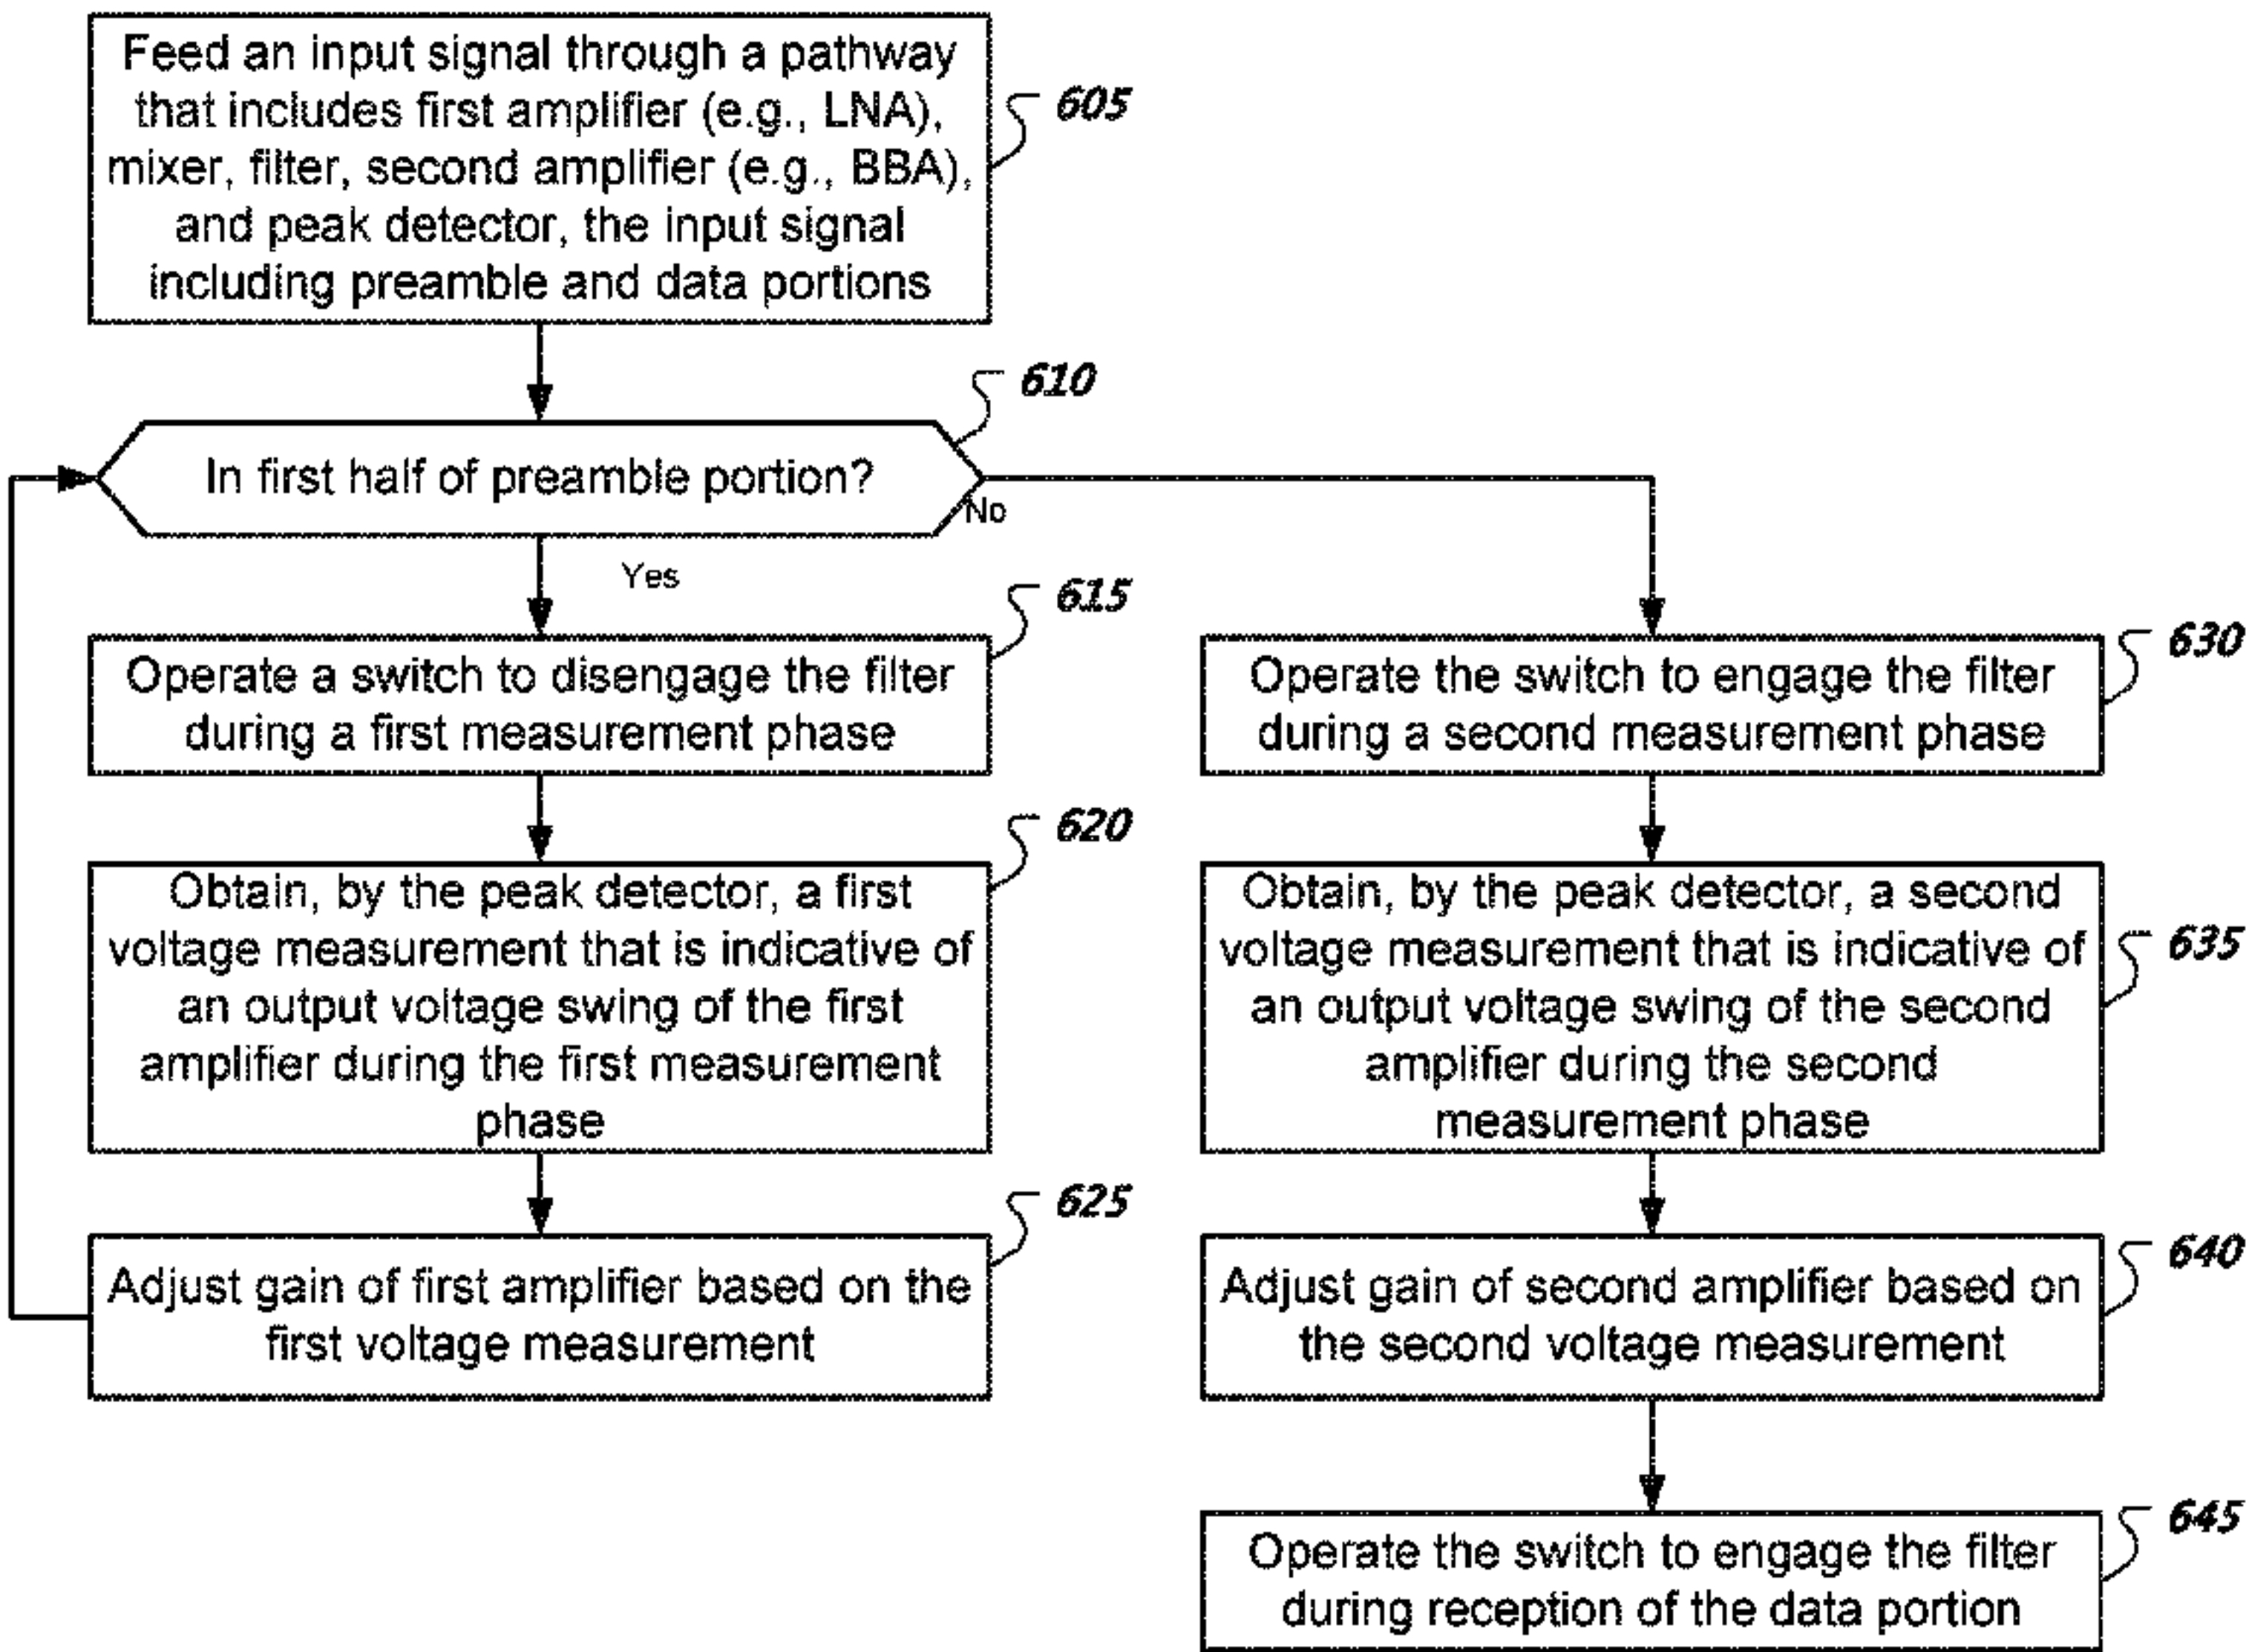 Feed an input signal through a pathway
that includes first amplifier (e.g., LNA),
mixer, filter, second amplifier (e.g., BBA),
and peak detector, the input signal
including preamble and data portions
605
610
In first half of preamble portion?
No
Yes
615
Operate a switch to disengage the filter
during a first measurement phase
620
Obtain, by the peak detector, a first
voltage measurement that is indicative of
an output voltage swing of the first
amplifier during the first measurement
phase
625
Adjust gain of first amplifier based on the
first voltage measurement
630
Operate the switch to engage the filter
during a second measurement phase
Obtain, by the peak detector, a second
voltage measurement that is indicative of
an output voltage swing of the second
amplifier during the second
measurement phase
635
640
Adjust gain of second amplifier based on
the second voltage measurement
645
Operate the switch to engage the filter
during reception of the data portion